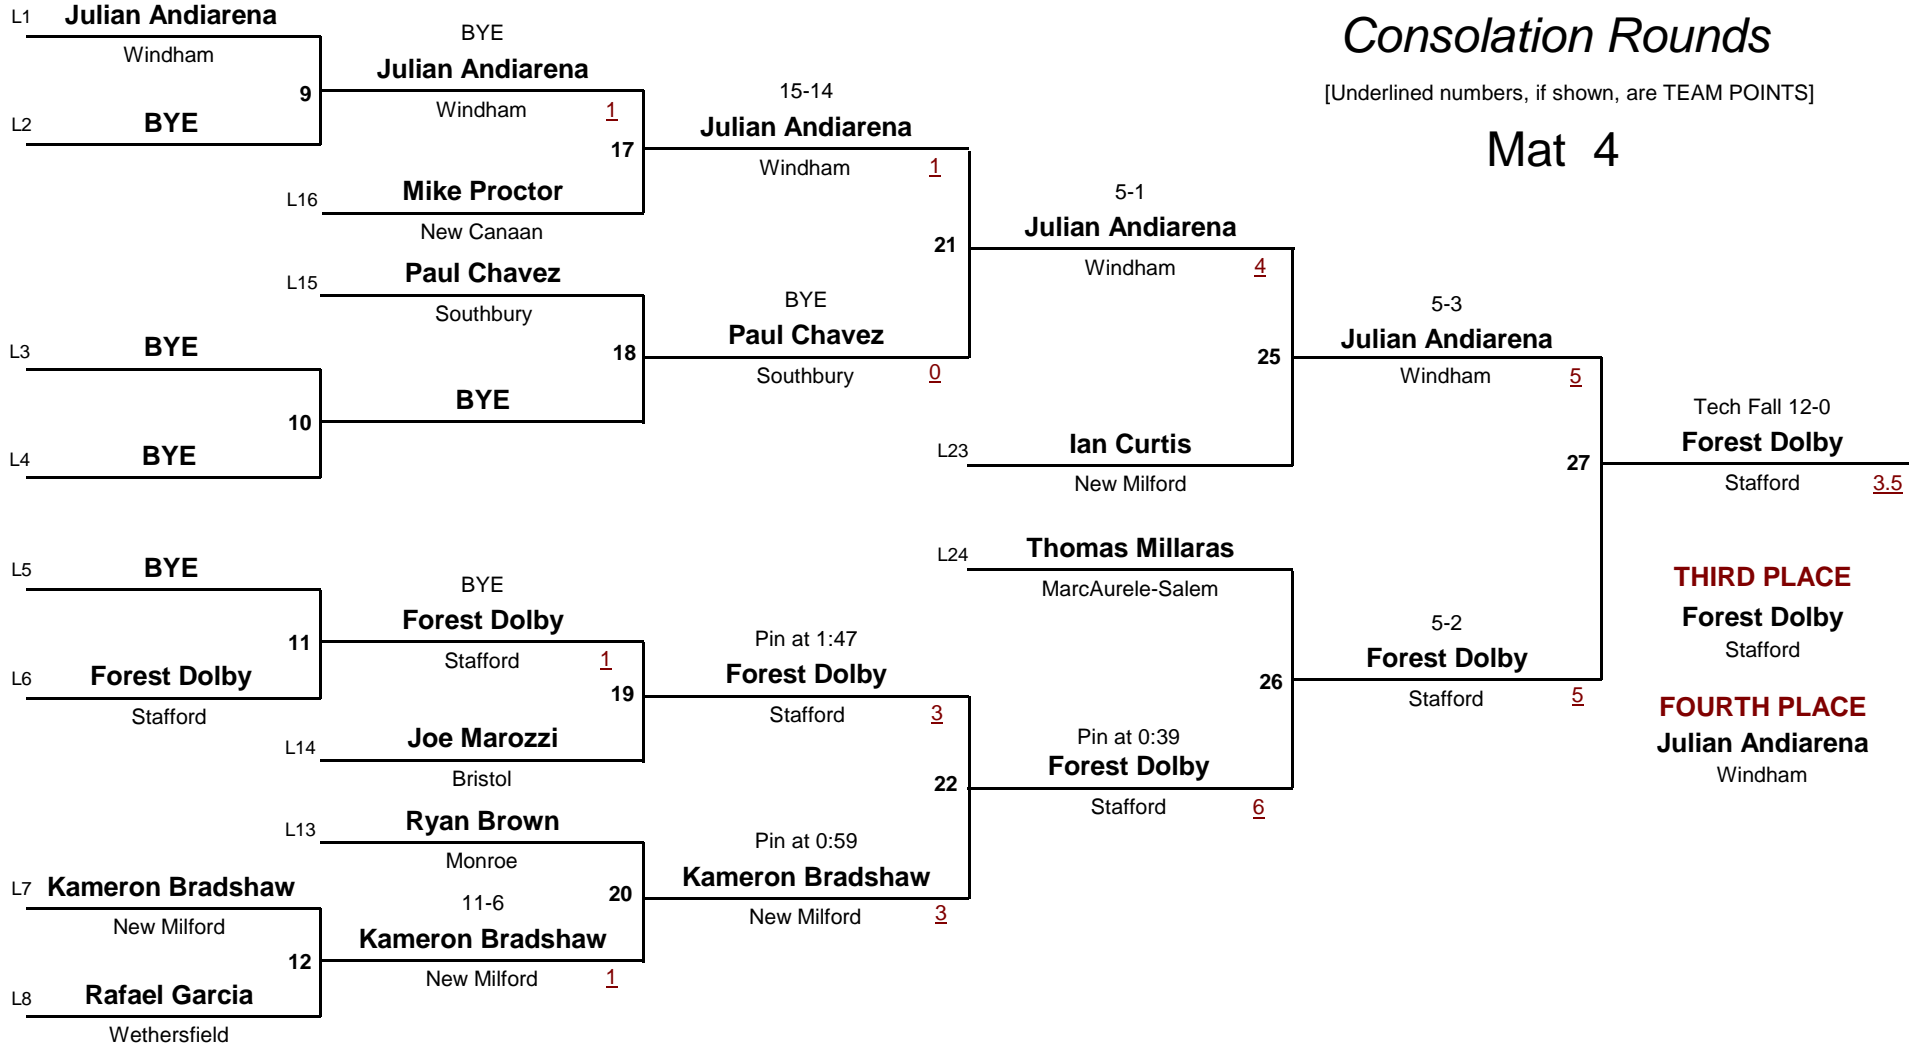 Consolation Rounds
[Underlined numbers, if shown, are TEAM POINTS]
Mat 4
L1 Julian Andiarena
Windham
9
L2 BYE
BYE
Julian Andiarena
Windham 1
17
L16 Mike Proctor
New Canaan
15-14
Julian Andiarena
Windham 1
21
L15 Paul Chavez
Southbury
18
L3 BYE
10
L4 BYE
BYE
BYE
Paul Chavez
Southbury 0
5-1
Julian Andiarena
Windham 4
25
L23 Ian Curtis
New Milford
5-3
Julian Andiarena
Windham 5
27
Tech Fall 12-0
Forest Dolby
Stafford 3.5
L5 BYE
11
L6 Forest Dolby
Stafford
BYE
Forest Dolby
Stafford 1
19
L14 Joe Marozzi
Bristol
Pin at 1:47
Forest Dolby
Stafford 3
22
L13 Ryan Brown
Monroe
20
L7 Kameron Bradshaw
New Milford
12
L8 Rafael Garcia
Wethersfield
11-6
Kameron Bradshaw
New Milford 1
Pin at 0:59
Kameron Bradshaw
New Milford 3
L24 Thomas Millaras
MarcAurele-Salem
26
Pin at 0:39
Forest Dolby
Stafford 6
5-2
Forest Dolby
Stafford 5
THIRD PLACE
Forest Dolby
Stafford
FOURTH PLACE
Julian Andiarena
Windham